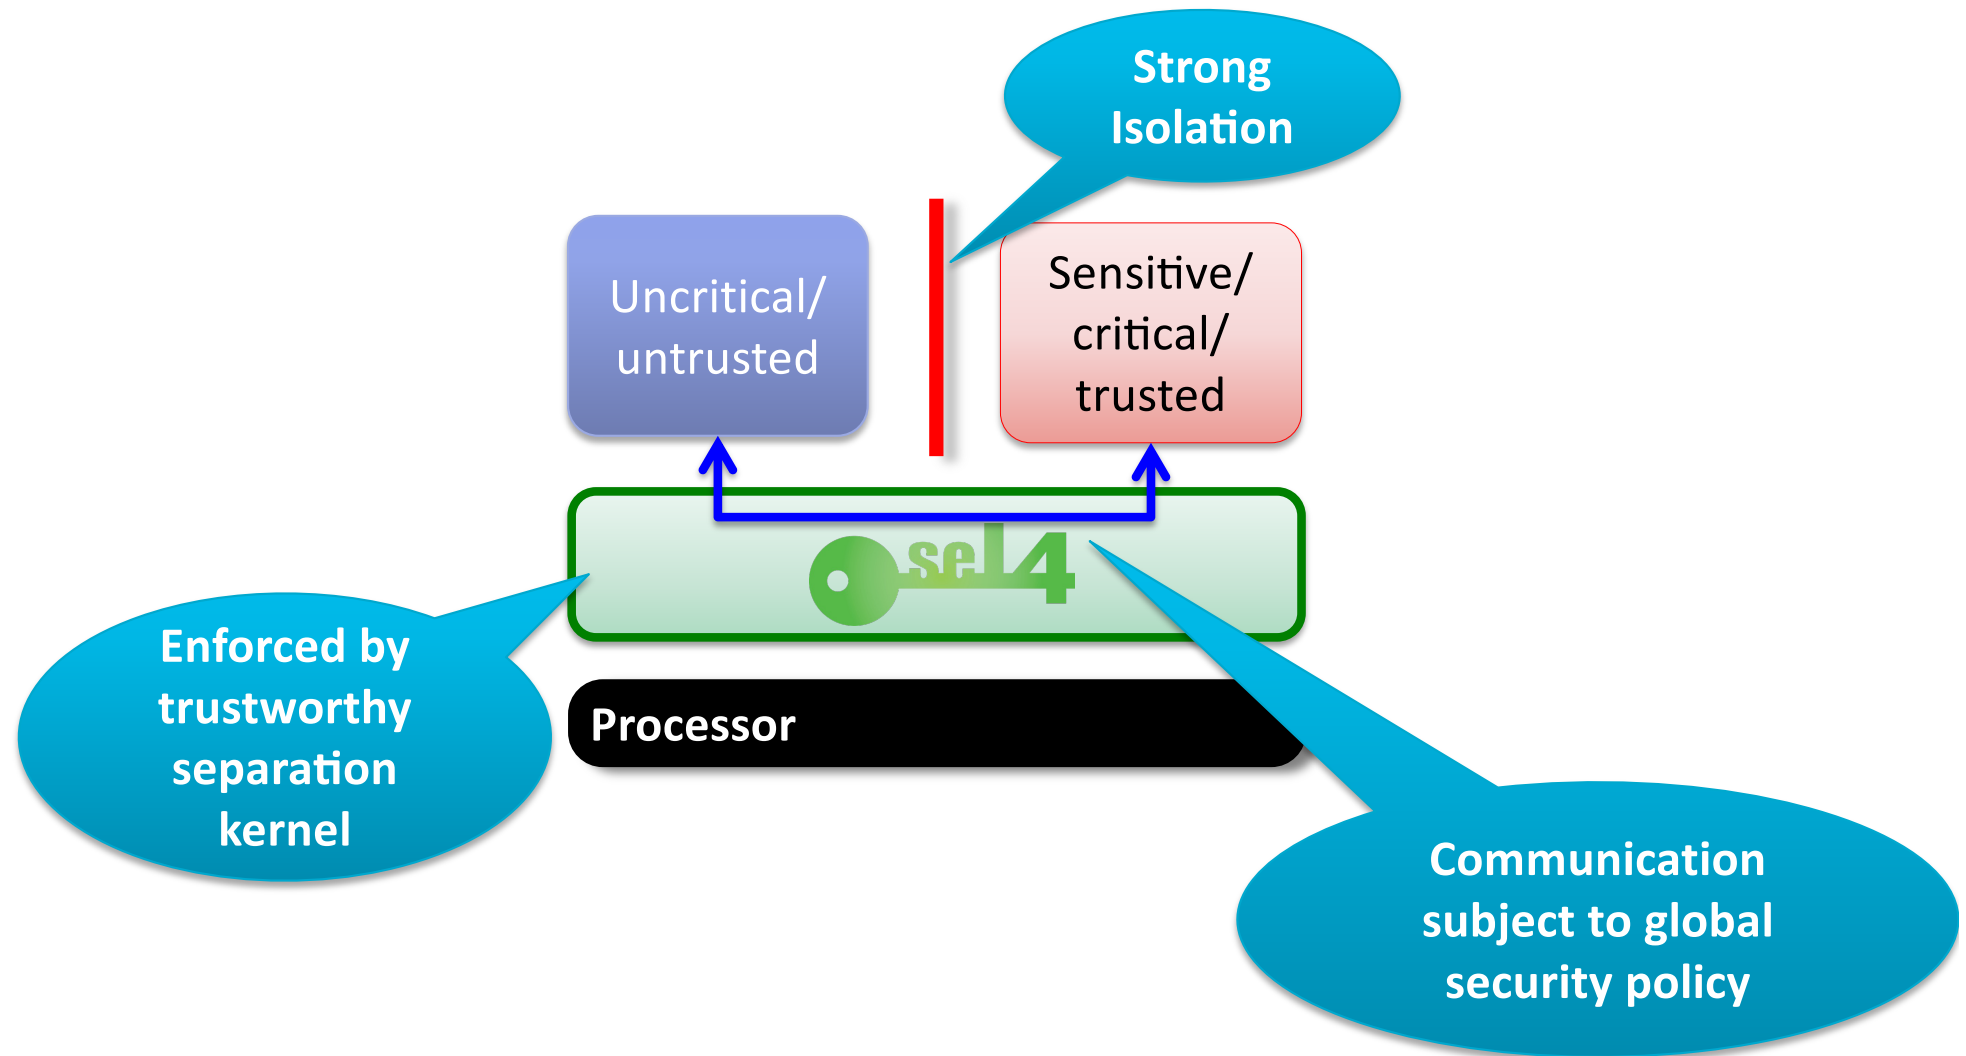 Strong
Isolation
Uncritical/
untrusted
Sensitive/
critical/
trusted
seL4
Enforced by
trustworthy
separation
kernel
Processor
Communication
subject to global
security policy